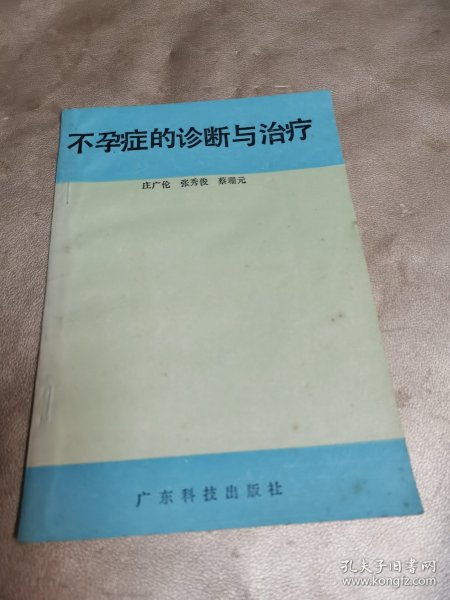 不孕症的诊断与治疗
庄广伦 张秀俊 蔡瑞元
广东科技出版社
孔夫子旧书网
www.kongfz.com